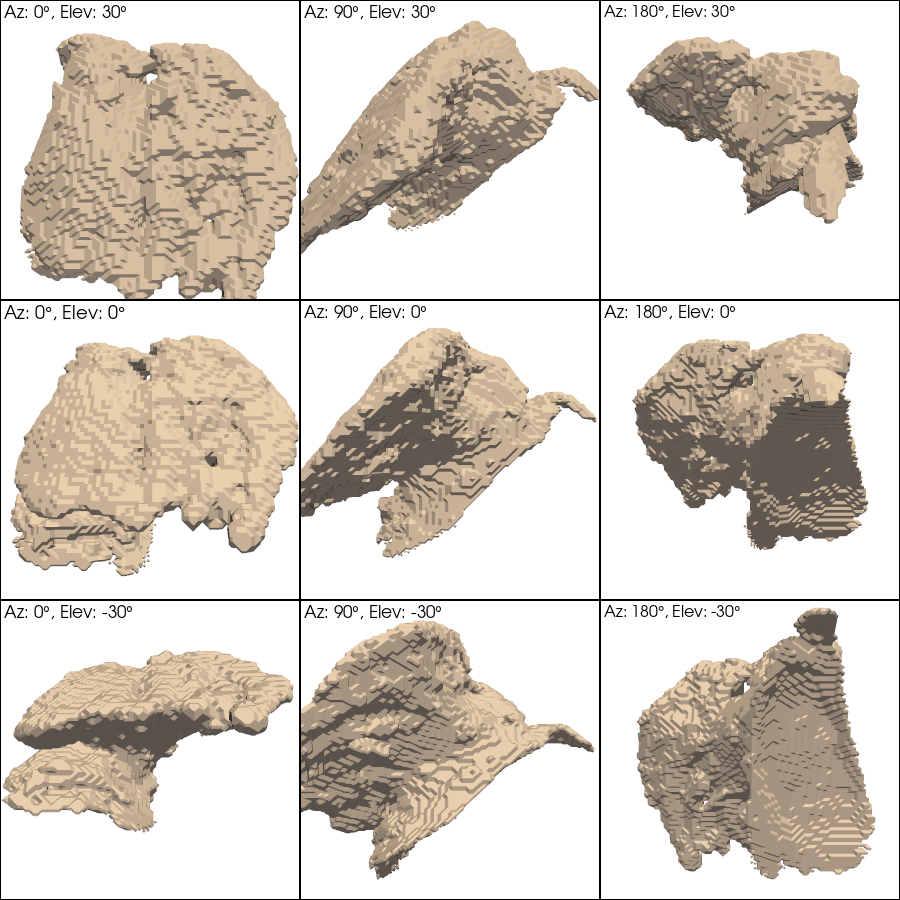 Az: 0°, Elev: 30°
Az: 90°, Elev: 30°
Az: 180°, Elev: 30°
Az: 0°, Elev: 0°
Az: 90°, Elev: 0°
Az: 180°, Elev: 0°
Az: 0°, Elev: -30°
Az: 90°, Elev: -30°
Az: 180°, Elev: -30°